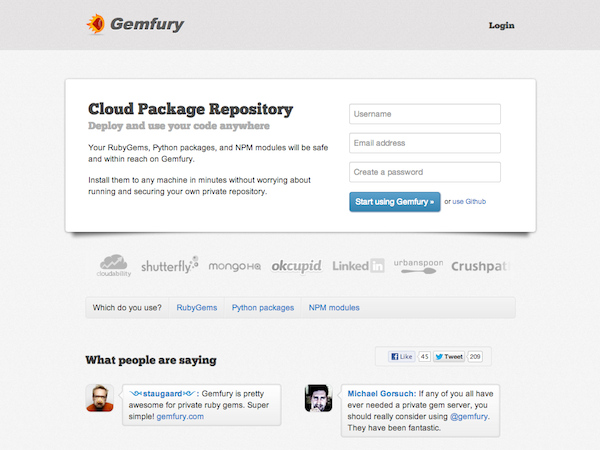 Gemfury
Login
Cloud Package Repository
Deploy and use your code anywhere
Your RubyGems, Python packages, and NPM modules will be safe
and within reach on Gemfury.
Install them to any machine in minutes without worrying about
running and securing your own private repository.
Username
Email address
Create a password
Start using Gemfury »
or use Github
cloudability
shutterfly
mongoHQ
okcupid
Linked in
urbanspoon
Crushpat
Which do you use?
RubyGems
Python packages
NPM modules
What people are saying
Like
45
Tweet
209
staugaard: Gemfury is pretty
awesome for private ruby gems. Super
simple! gemfury.com
Michael Gorsuch: If any of you all have
ever needed a private gem server, you
should really consider using @gemfury.
They have been fantastic.